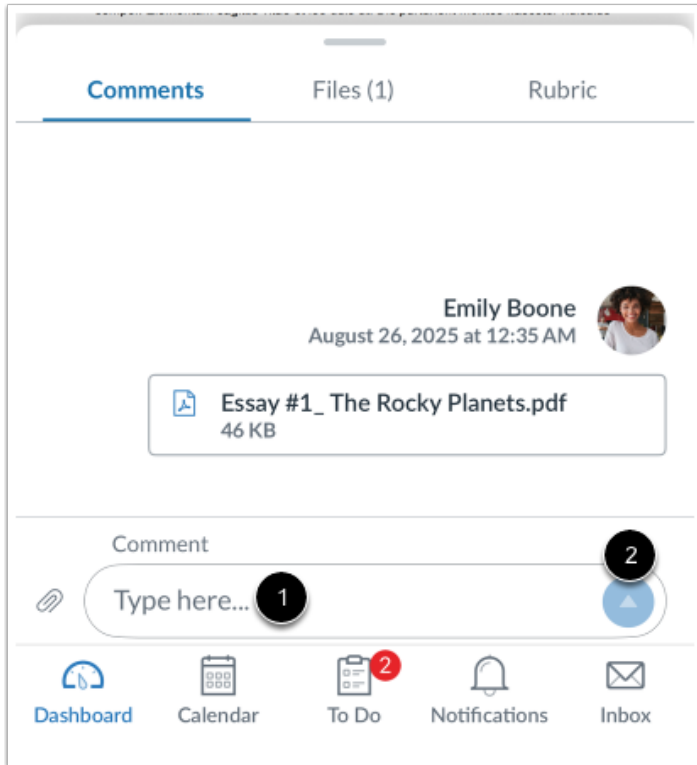 Comments Files (1) Rubric
Emily Boone
August 26, 2025 at 12:35 AM
Essay #1_ The Rocky Planets.pdf
46 KB
Comment
2
Type here... 1
2
Dashboard Calendar To Do Notifications Inbox